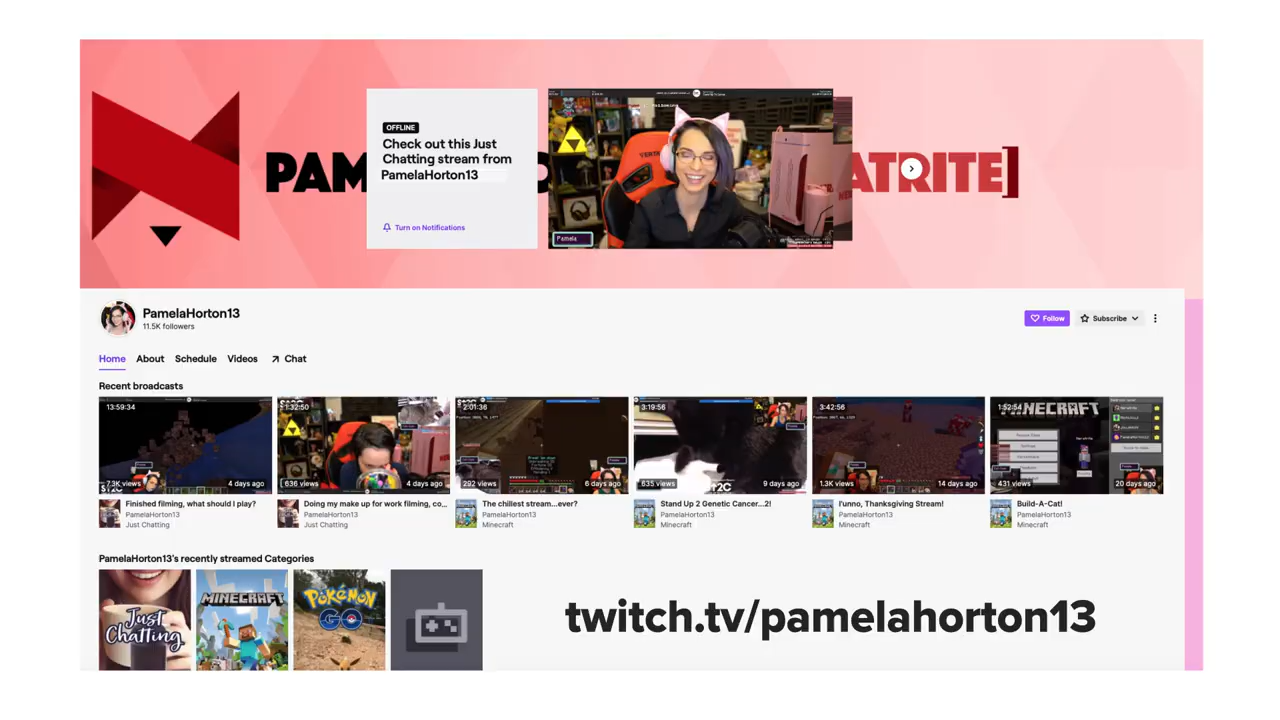 PAM
ATRITE]
OFFLINE
Check out this Just
Chatting stream from
PamelaHorton13
Turn on Notifications
Pamela
PamelaHorton13
11.5K followers
Follow
Subscribe
Home
About
Schedule
Videos
Chat
Recent broadcasts
13:59:34
7.3K views
4 days ago
1:32:50
636 views
4 days ago
2:01:36
292 views
6 days ago
3:19:56
635 views
9 days ago
3:42:56
1.3K views
14 days ago
1:52:54
MINECRAFT
431 views
20 days ago
Finished filming, what should I play?
PamelaHorton13
Just Chatting
Doing my make up for work filming, co...
PamelaHorton13
Just Chatting
The chillest stream...ever?
PamelaHorton13
Minecraft
Stand Up 2 Genetic Cancer...2!
PamelaHorton13
Minecraft
I'unno, Thanksgiving Stream!
PamelaHorton13
Minecraft
Build-A-Cat!
PamelaHorton13
Minecraft
PamelaHorton13's recently streamed Categories
Just
Chatting
MINECRAFT
POKÉMON
GO
twitch.tv/pamelahorton13